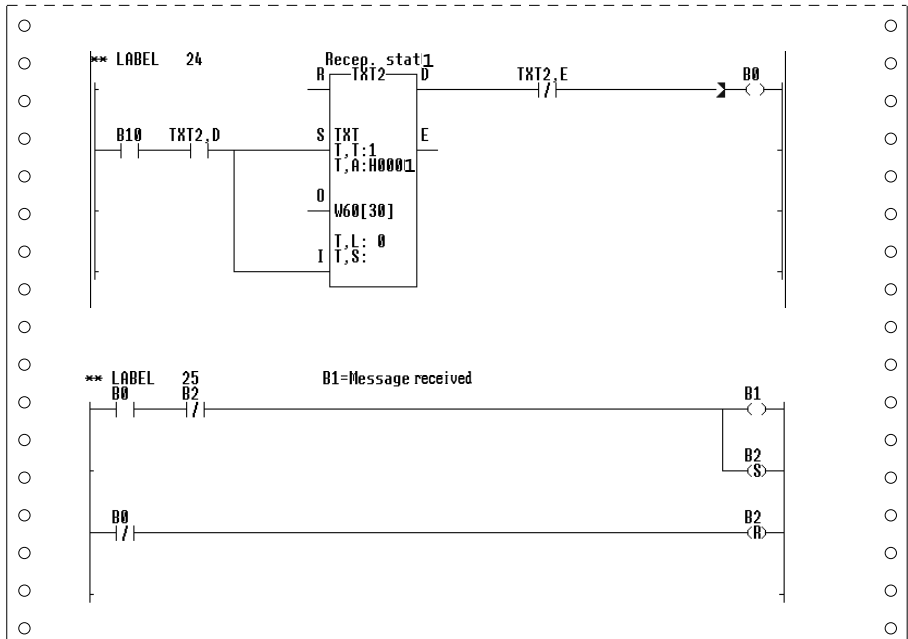 ** LABEL 24 Recep. stat1
R TXT2 D TXT2,E B0
B10 TXT2,D S TXT E
T,T:1
T,A:H0001
O
W60[30]
T,L: 0
I T,S:
** LABEL 25 B1=Message received
B0 B2 B1
B2
S
B0 B2
R